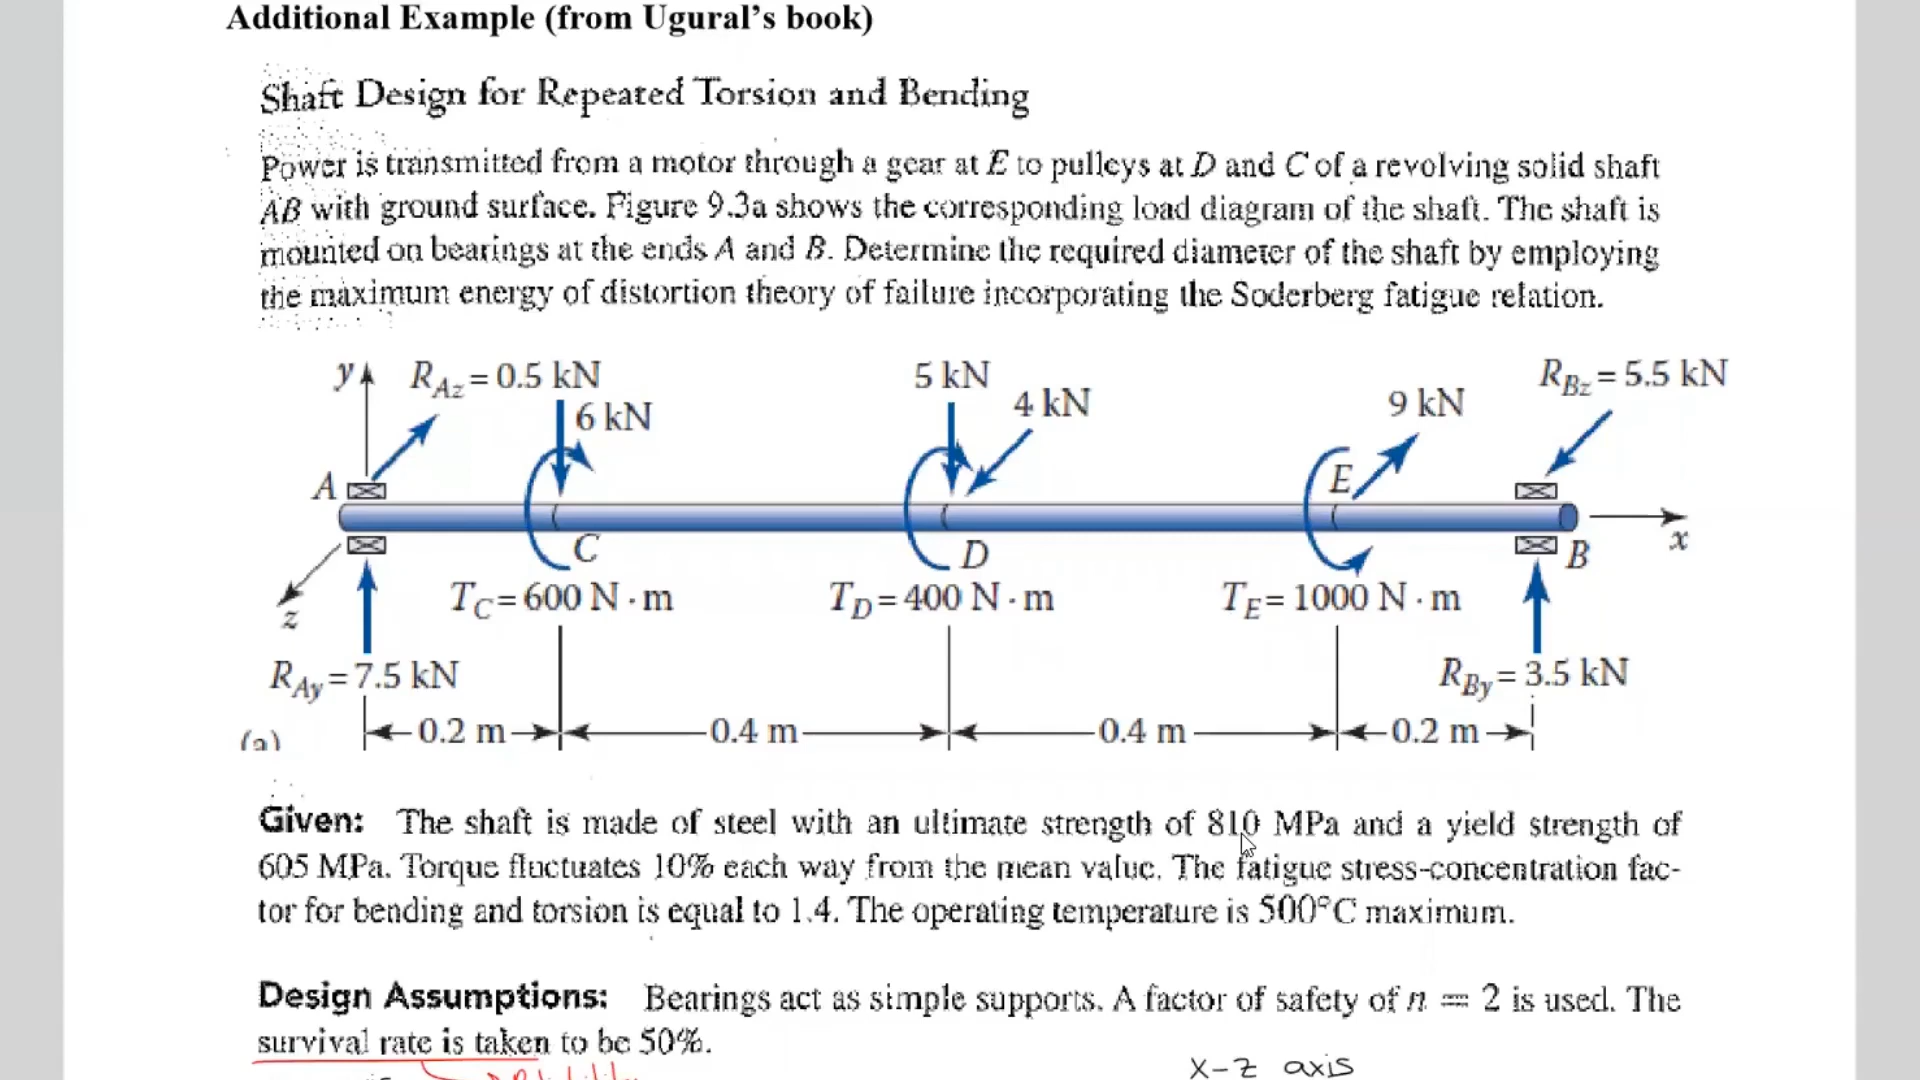 Additional Example (from Ugural's book)
Shaft Design for Repeated Torsion and Bending
Power is transmitted from a motor through a gear at E to pulleys at D and C of a revolving solid shaft
AB with ground surface. Figure 9.3a shows the corresponding load diagram of the shaft. The shaft is
mounted on bearings at the ends A and B. Determine the required diameter of the shaft by employing
the maximum energy of distortion theory of failure incorporating the Soderberg fatigue relation.
y R_Az = 0.5 kN 5 kN R_Bz = 5.5 kN
6 kN 4 kN 9 kN
A E
C D B x
T_C = 600 N · m T_D = 400 N · m T_E = 1000 N · m
z
R_Ay = 7.5 kN R_By = 3.5 kN
(a) 0.2 m 0.4 m 0.4 m 0.2 m
Given: The shaft is made of steel with an ultimate strength of 810 MPa and a yield strength of
605 MPa. Torque fluctuates 10% each way from the mean value. The fatigue stress-concentration fac-
tor for bending and torsion is equal to 1.4. The operating temperature is 500°C maximum.
Design Assumptions: Bearings act as simple supports. A factor of safety of n = 2 is used. The
survival rate is taken to be 50%.
x-z axis